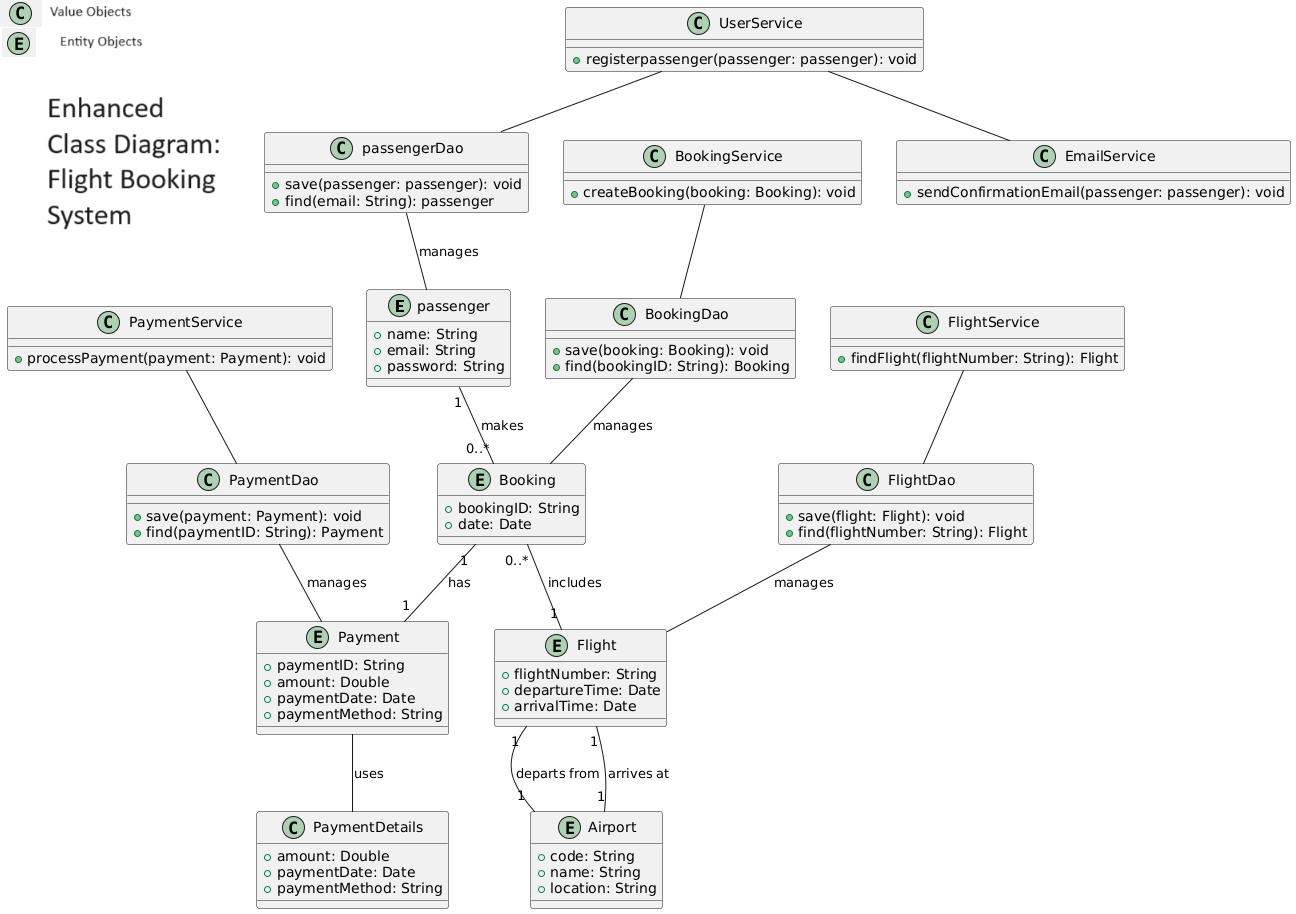 C Value Objects
E Entity Objects
Enhanced
Class Diagram:
Flight Booking
System
C UserService
registerpassenger(passenger: passenger): void
C passengerDao
save(passenger: passenger): void
find(email: String): passenger
C BookingService
createBooking(booking: Booking): void
C EmailService
sendConfirmationEmail(passenger: passenger): void
manages
C PaymentService
processPayment(payment: Payment): void
E passenger
name: String
email: String
password: String
C BookingDao
save(booking: Booking): void
find(bookingID: String): Booking
C FlightService
findFlight(flightNumber: String): Flight
1
makes
0..*
manages
C PaymentDao
save(payment: Payment): void
find(paymentID: String): Payment
E Booking
bookingID: String
date: Date
C FlightDao
save(flight: Flight): void
find(flightNumber: String): Flight
manages
1
has
1
0..*
includes
1
manages
E Payment
paymentID: String
amount: Double
paymentDate: Date
paymentMethod: String
E Flight
flightNumber: String
departureTime: Date
arrivalTime: Date
uses
1
departs from
1
1
arrives at
1
C PaymentDetails
amount: Double
paymentDate: Date
paymentMethod: String
E Airport
code: String
name: String
location: String